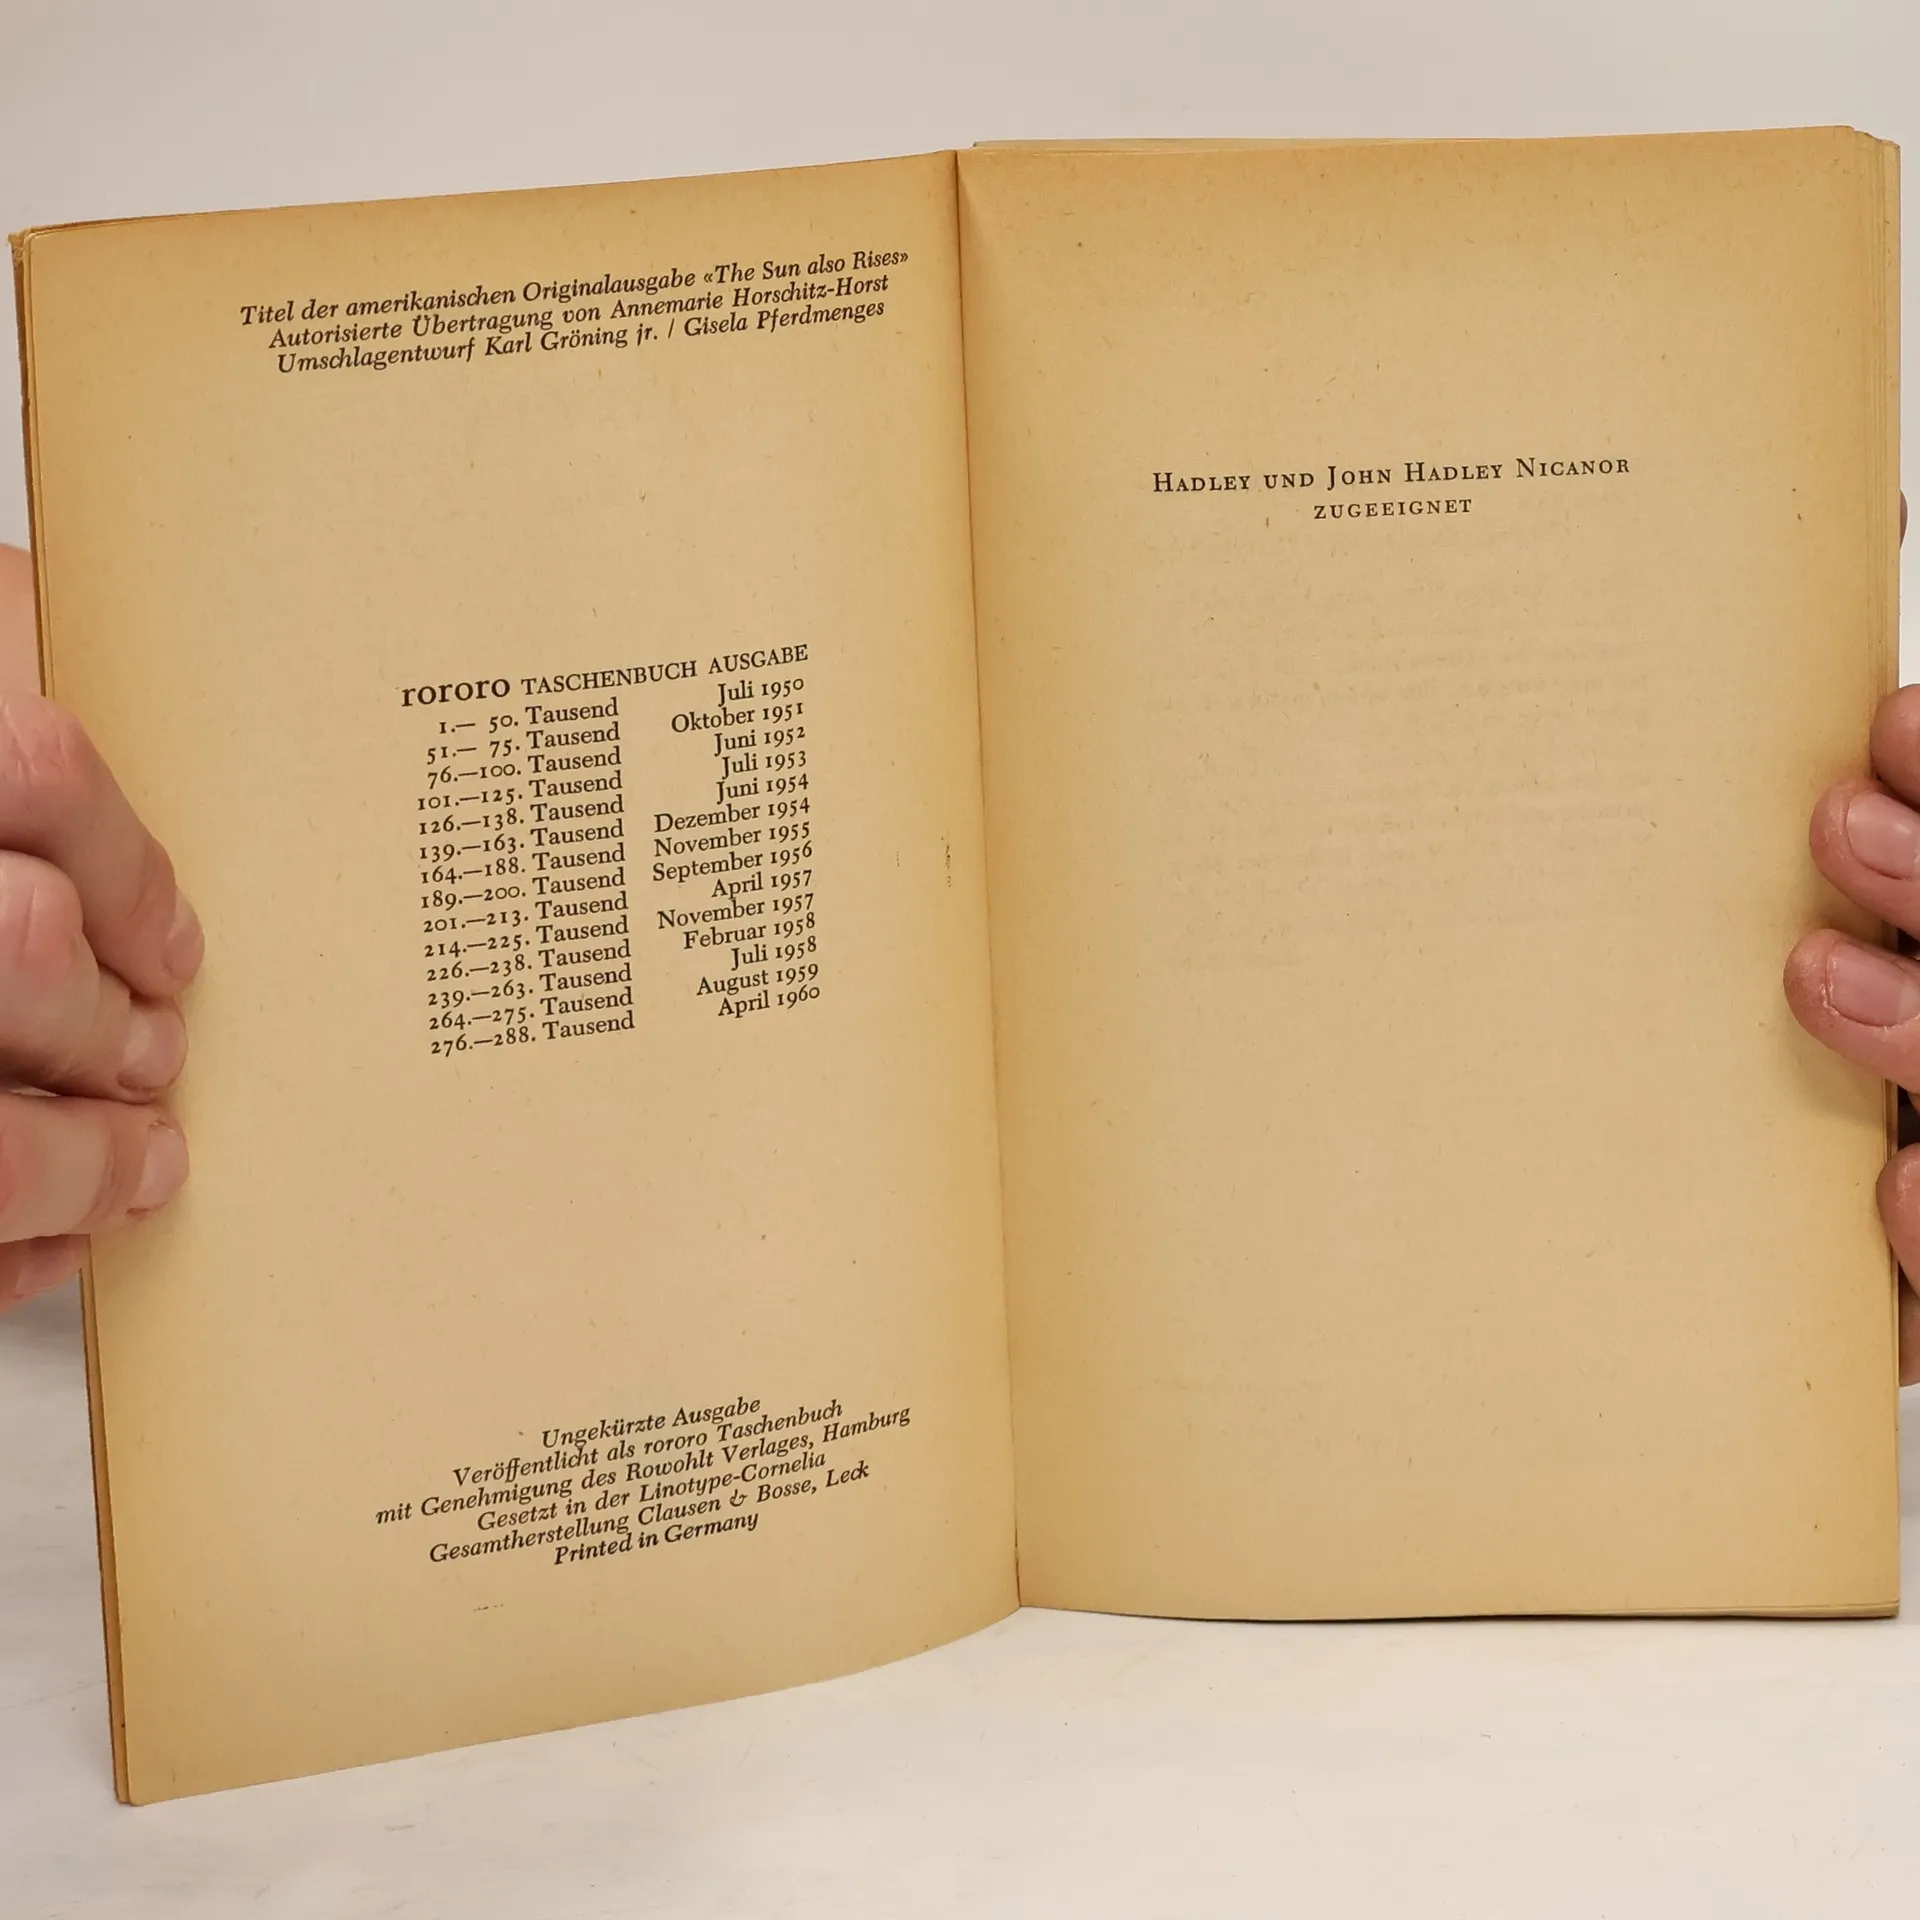 Titel der amerikanischen Originalausgabe «The Sun also Rises»
Autorisierte Übertragung von Annemarie Horschitz-Horst
Umschlagentwurf Karl Gröning jr. / Gisela Pferdmenges
rororo TASCHENBUCH AUSGABE
1.— 50. Tausend Juli 1950
51.— 75. Tausend Oktober 1951
76.—100. Tausend Juni 1952
101.—125. Tausend Juli 1953
126.—138. Tausend Juni 1954
139.—163. Tausend Dezember 1954
164.—188. Tausend November 1955
189.—200. Tausend September 1956
201.—213. Tausend April 1957
214.—225. Tausend November 1957
226.—238. Tausend Februar 1958
239.—263. Tausend Juli 1958
264.—275. Tausend August 1959
276.—288. Tausend April 1960
Ungekürzte Ausgabe
Veröffentlicht als rororo Taschenbuch
mit Genehmigung des Rowohlt Verlages, Hamburg
Gesetzt in der Linotype-Cornelia
Gesamtherstellung Clausen & Bosse, Leck
Printed in Germany
HADLEY UND JOHN HADLEY NICANOR
ZUGEEIGNET